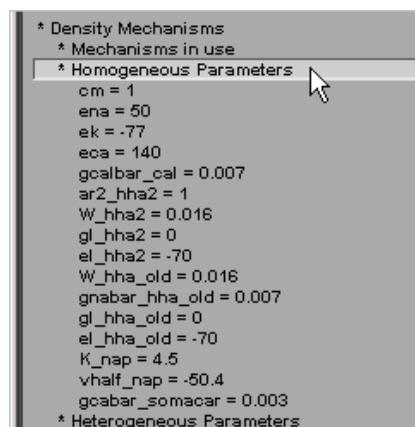 * Density Mechanisms
* Mechanisms in use
* Homogeneous Parameters
cm = 1
ena = 50
ek = -77
eca = 140
gcalbar_cal = 0.007
ar2_hha2 = 1
W_hha2 = 0.016
gl_hha2 = 0
el_hha2 = -70
W_hha_old = 0.016
gnabar_hha_old = 0.007
gl_hha_old = 0
el_hha_old = -70
K_nap = 4.5
vhalf_nap = -50.4
gcabar_somacar = 0.003
* Heterogeneous Parameters